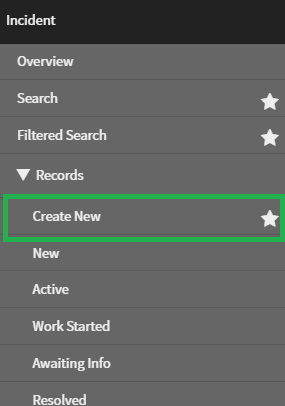 Incident
Overview
Search
Filtered Search
Records
Create New
New
Active
Work Started
Awaiting Info
Resolved